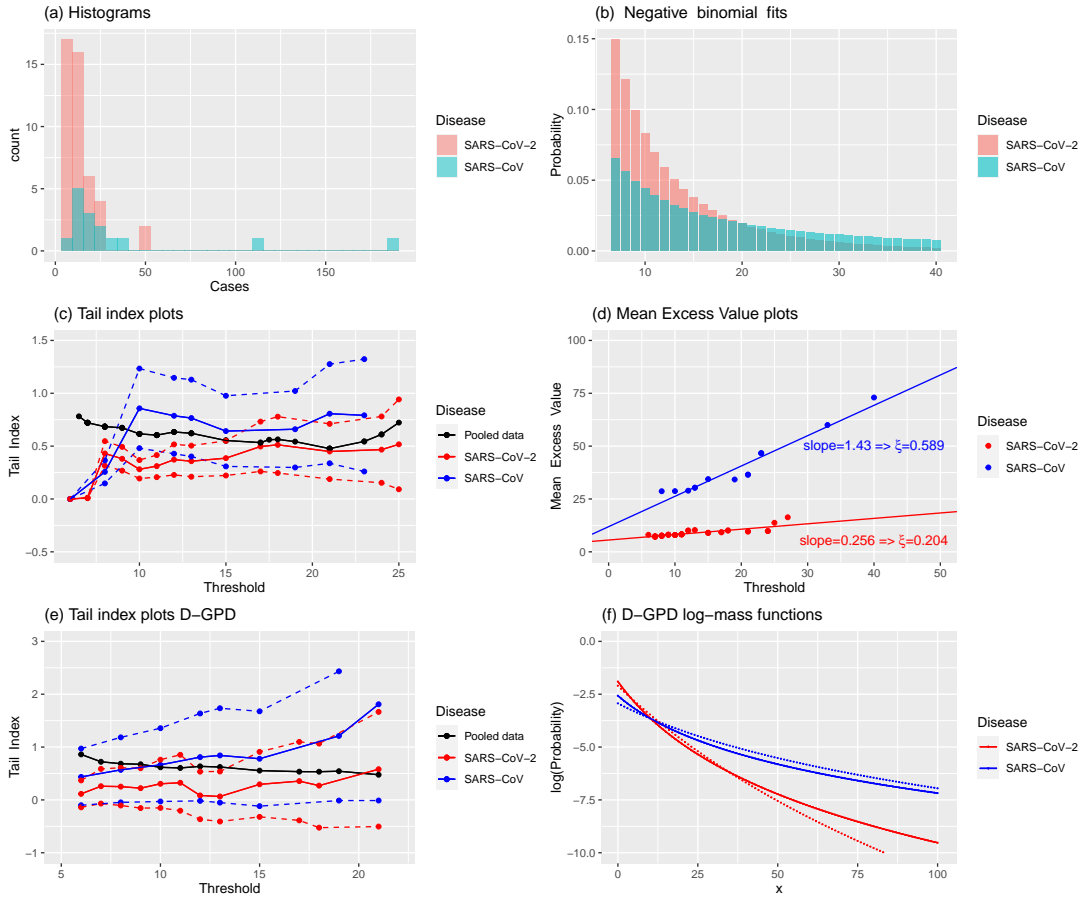 (a) Histograms
count
15
10
5
0
0
50
100
150
Cases
Disease
SARS−CoV−2
SARS−CoV
(b) Negative binomial fits
Probability
0.15
0.10
0.05
0.00
10
20
30
40
Disease
SARS−CoV−2
SARS−CoV
(c) Tail index plots
Tail Index
1.5
1.0
0.5
0.0
−0.5
10
15
20
25
Threshold
Disease
Pooled data
SARS−CoV−2
SARS−CoV
(d) Mean Excess Value plots
Mean Excess Value
100
75
50
25
0
slope=1.43 => ξ=0.589
slope=0.256 => ξ=0.204
0
10
20
30
40
50
Threshold
Disease
SARS−CoV−2
SARS−CoV
(e) Tail index plots D−GPD
Tail Index
3
2
1
0
−1
5
10
15
20
Threshold
Disease
Pooled data
SARS−CoV−2
SARS−CoV
(f) D−GPD log−mass functions
log(Probability)
0.0
−2.5
−5.0
−7.5
−10.0
0
25
50
75
100
x
Disease
SARS−CoV−2
SARS−CoV